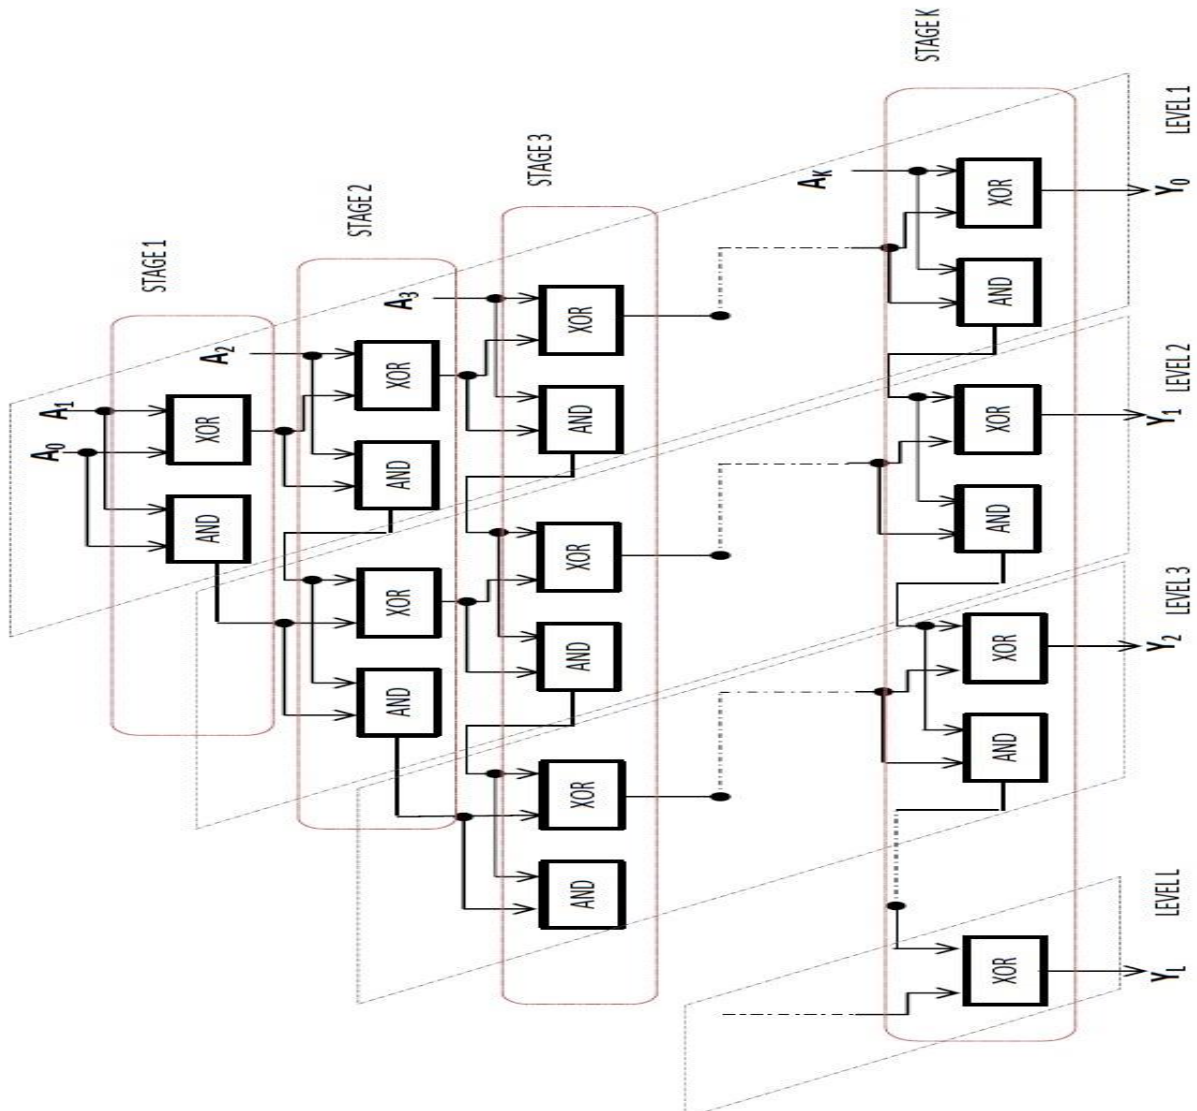 STAGE K
STAGE 3
STAGE 2
STAGE 1
A0
A1
A2
A3
AK
AND
XOR
AND
XOR
AND
XOR
AND
XOR
AND
XOR
AND
XOR
XOR
AND
XOR
AND
XOR
AND
XOR
YL
Y2
Y1
Y0
LEVEL L
LEVEL 3
LEVEL 2
LEVEL 1